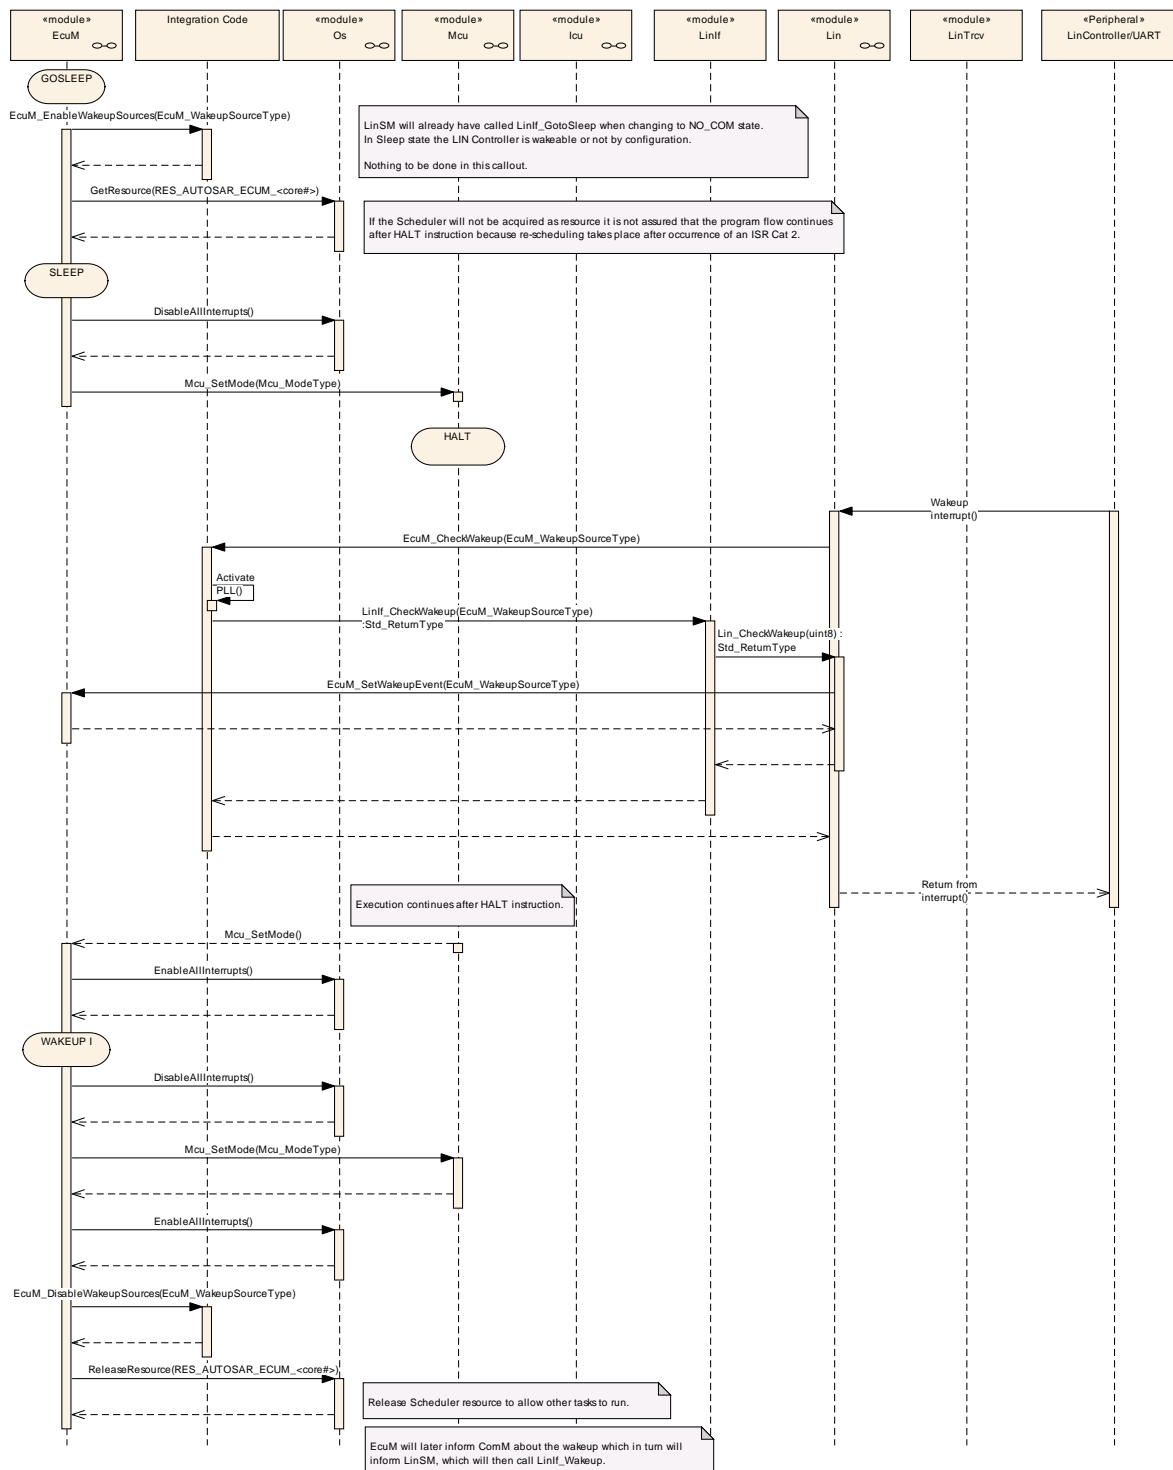 «module»
EcuM
Integration Code
«module»
Os
«module»
Mcu
«module»
Icu
«module»
LinIf
«module»
Lin
«module»
LinTrcv
«Peripheral»
LinController/UART
GOSLEEP
EcuM_EnableWakeupSources(EcuM_WakeupSourceType)
LinSM will already have called LinIf_GotoSleep when changing to NO_COM state.
In Sleep state the LIN Controller is wakeable or not by configuration.
Nothing to be done in this callout.
GetResource(RES_AUTOSAR_ECUM_<core#>)
If the Scheduler will not be acquired as resource it is not assured that the program flow continues
after HALT instruction because re-scheduling takes place after occurrence of an ISR Cat 2.
SLEEP
DisableAllInterrupts()
Mcu_SetMode(Mcu_ModeType)
HALT
Wakeup
interrupt()
EcuM_CheckWakeup(EcuM_WakeupSourceType)
Activate
PLL()
LinIf_CheckWakeup(EcuM_WakeupSourceType)
:Std_ReturnType
Lin_CheckWakeup(uint8) :
Std_ReturnType
EcuM_SetWakeupEvent(EcuM_WakeupSourceType)
Return from
interrupt()
Execution continues after HALT instruction.
Mcu_SetMode()
EnableAllInterrupts()
WAKEUP I
DisableAllInterrupts()
Mcu_SetMode(Mcu_ModeType)
EnableAllInterrupts()
EcuM_DisableWakeupSources(EcuM_WakeupSourceType)
ReleaseResource(RES_AUTOSAR_ECUM_<core#>)
Release Scheduler resource to allow other tasks to run.
EcuM will later inform ComM about the wakeup which in turn will
inform LinSM, which will then call LinIf_Wakeup.